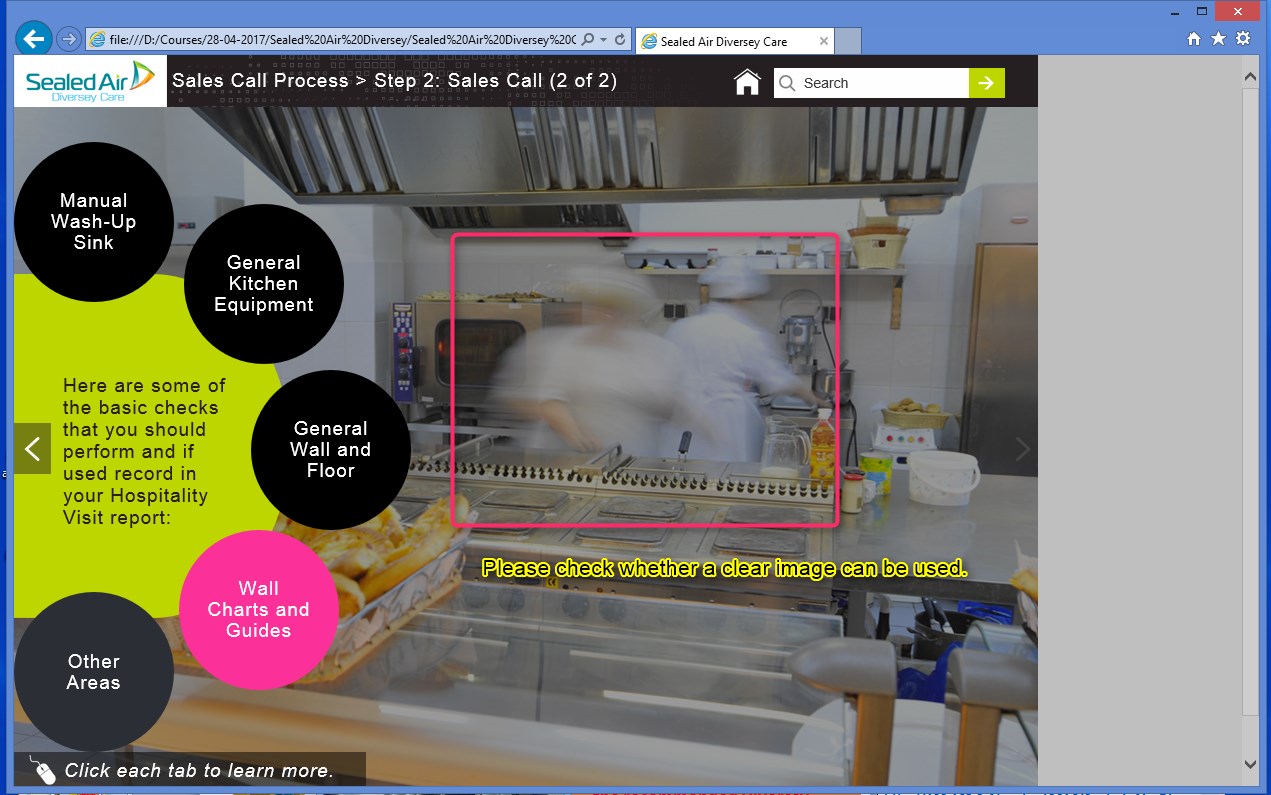 file:///D:/Courses/28-04-2017/Sealed%20Air%20Diversey/Sealed%20Air%20Diversey%20C
Sealed Air Diversey Care
Sealed Air
Diversey Care
Sales Call Process > Step 2: Sales Call (2 of 2)
Search
Manual
Wash-Up
Sink
General
Kitchen
Equipment
Here are some of
the basic checks
that you should
perform and if
used record in
your Hospitality
Visit report:
General
Wall and
Floor
Please check whether a clear image can be used.
Wall
Charts and
Guides
Other
Areas
Click each tab to learn more.